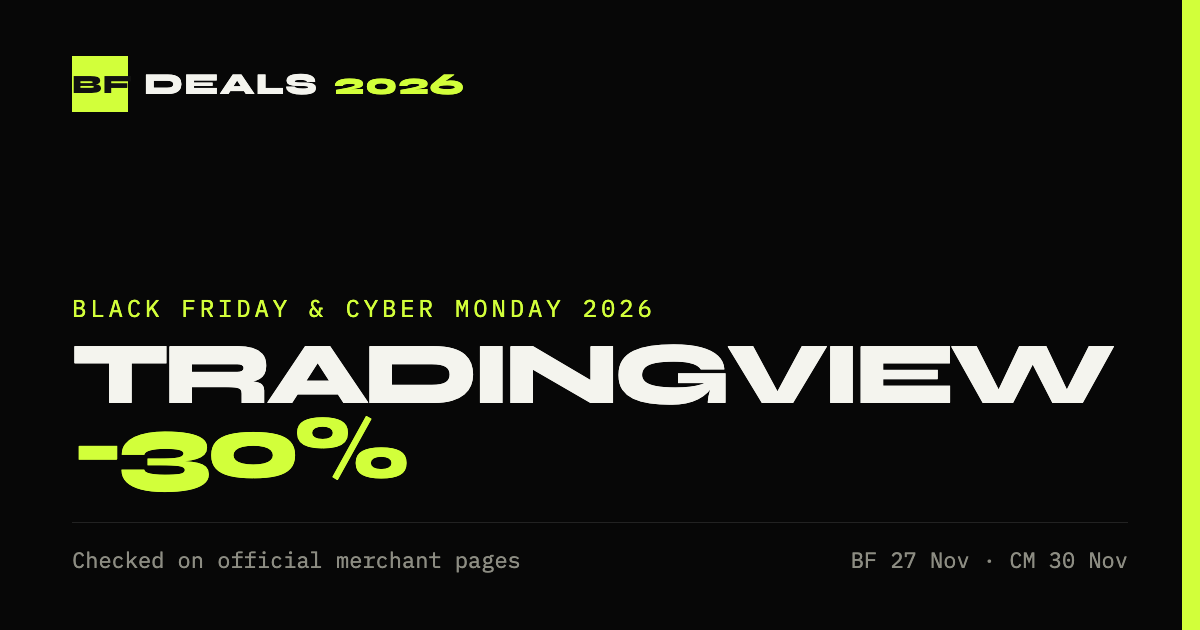 BF DEALS 2026
BLACK FRIDAY & CYBER MONDAY 2026
TRADINGVIEW
-30%
Checked on official merchant pages
BF 27 Nov · CM 30 Nov